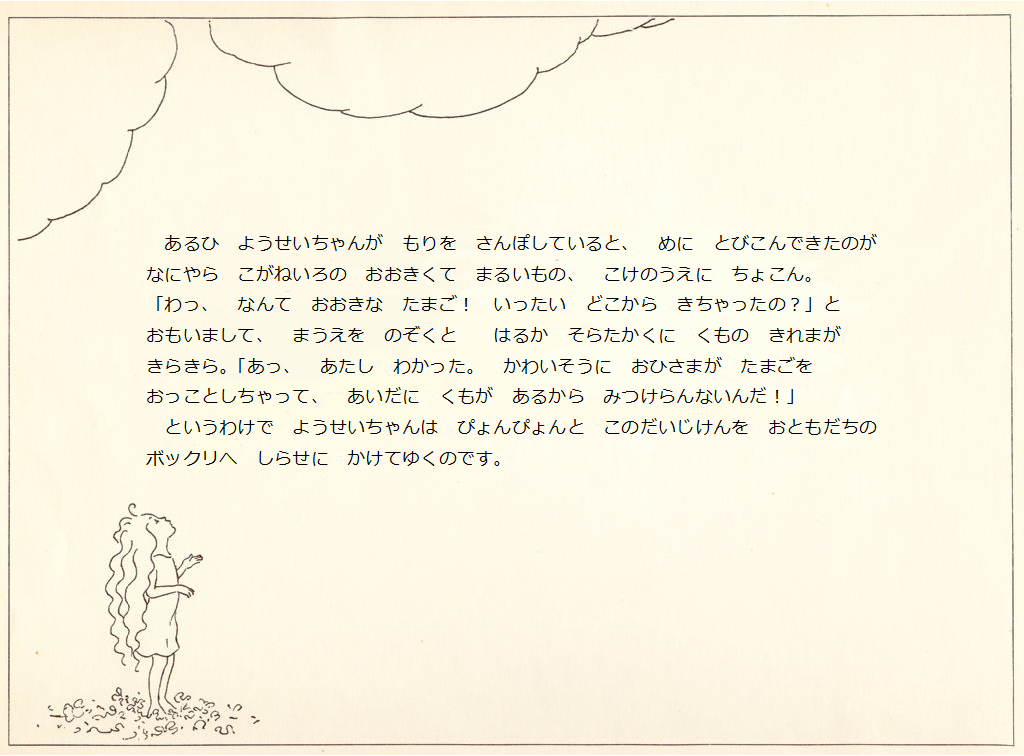 あるひ　ようせいちゃんが　もりを　さんぽしていると、　めに　とびこんできたのが
なにやら　こがねいろの　おおきくて　まるいもの、　こけのうえに　ちょこん。
「わっ、　なんて　おおきな　たまご！　いったい　どこから　きちゃったの？」と
おもいまして、　まうえを　のぞくと　　はるか　そらたかくに　くもの　きれまが
きらきら。「あっ、　あたし　わかった。　かわいそうに　おひさまが　たまごを
おっことしちゃって、　あいだに　くもが　あるから　みつけらんないんだ！」
　というわけで　ようせいちゃんは　ぴょんぴょんと　このだいじけんを　おともだちの
ボックリへ　しらせに　かけてゆくのです。